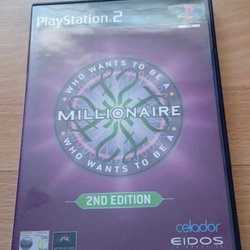 PlayStation 2
WHO WANTS TO BE A
MILLIONAIRE
WHO WANTS TO BE A
2ND EDITION
celador
EIDOS